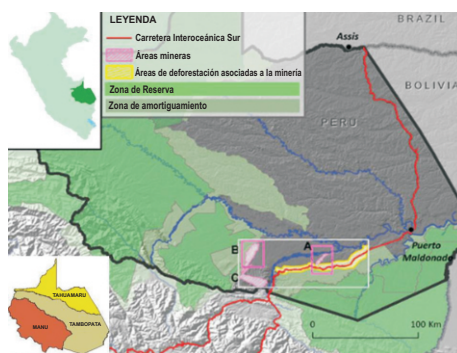 LEYENDA
Carretera Interoceánica Sur
Áreas mineras
Áreas de deforestación asociadas a la minería
Zona de Reserva
Zona de amortiguamiento
BRAZIL
Assis
BOLIVIA
PERU
A
B
C
Puerto
Maldonado
TAHUAMARU
TAMBOPATA
MANU
0
100 Km